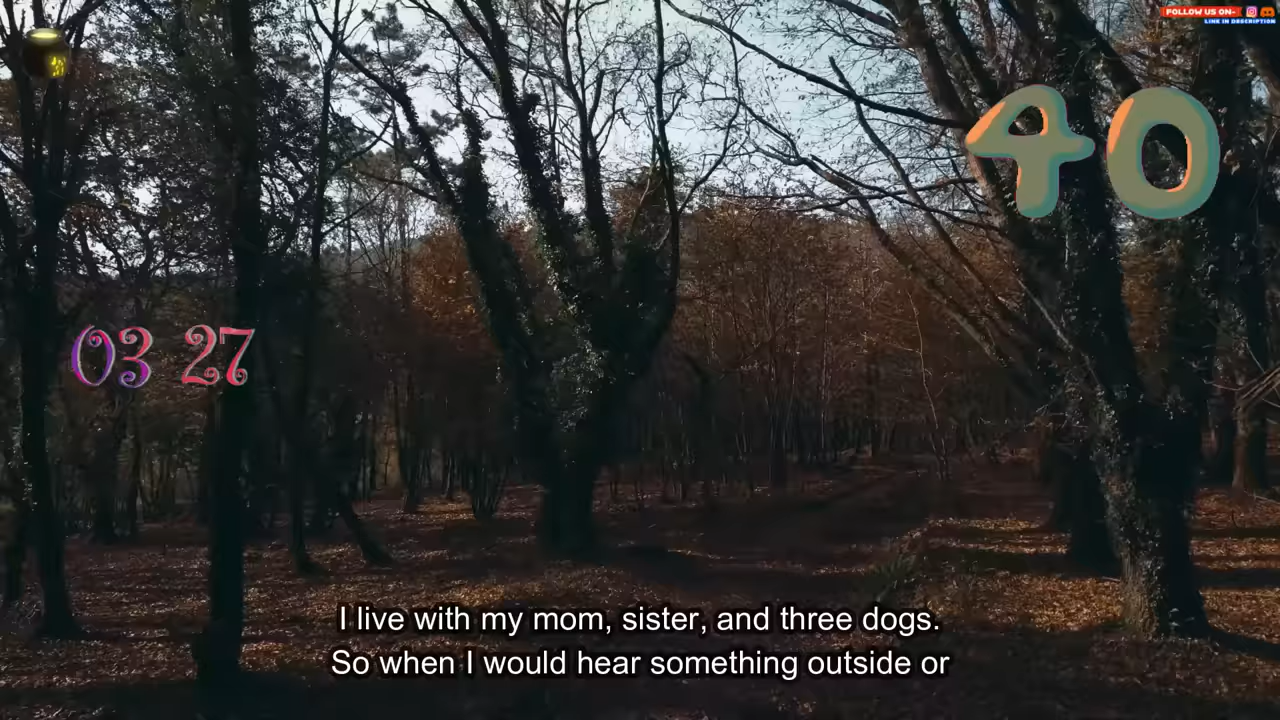 FOLLOW US ON-
LINK IN DESCRIPTION
40
03 27
I live with my mom, sister, and three dogs.
So when I would hear something outside or